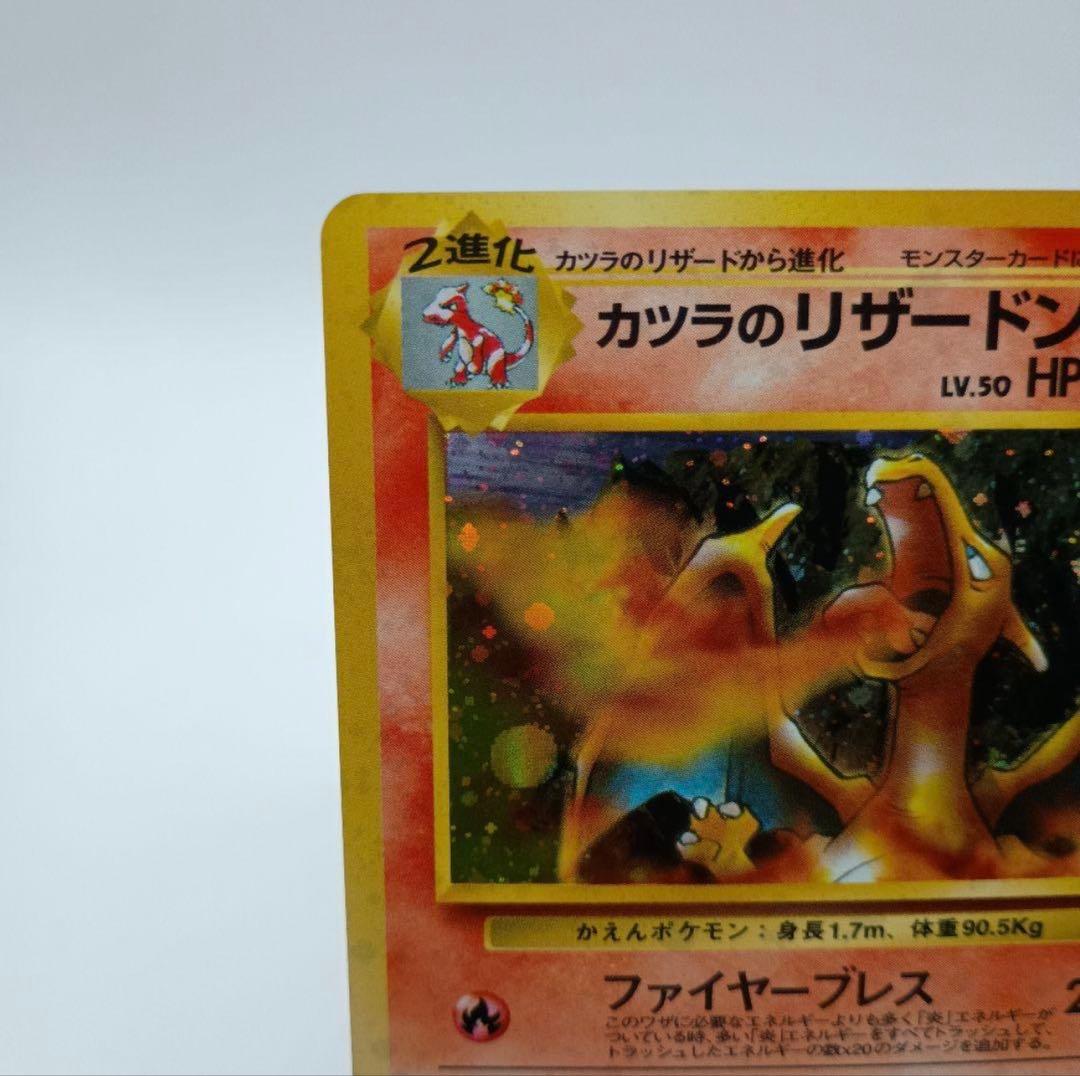 2進化 カツラのリザードから進化 モンスターカードに
カツラのリザードン
LV.50 HP
かえんポケモン：身長1.7m、体重90.5Kg
ファイヤーブレス 2
このワザに必要なエネルギーよりも多く「炎」エネルギーが
ついている時、多い「炎」エネルギーをすべてトラッシュして、
トラッシュしたエネルギーの数×20のダメージを追加する。